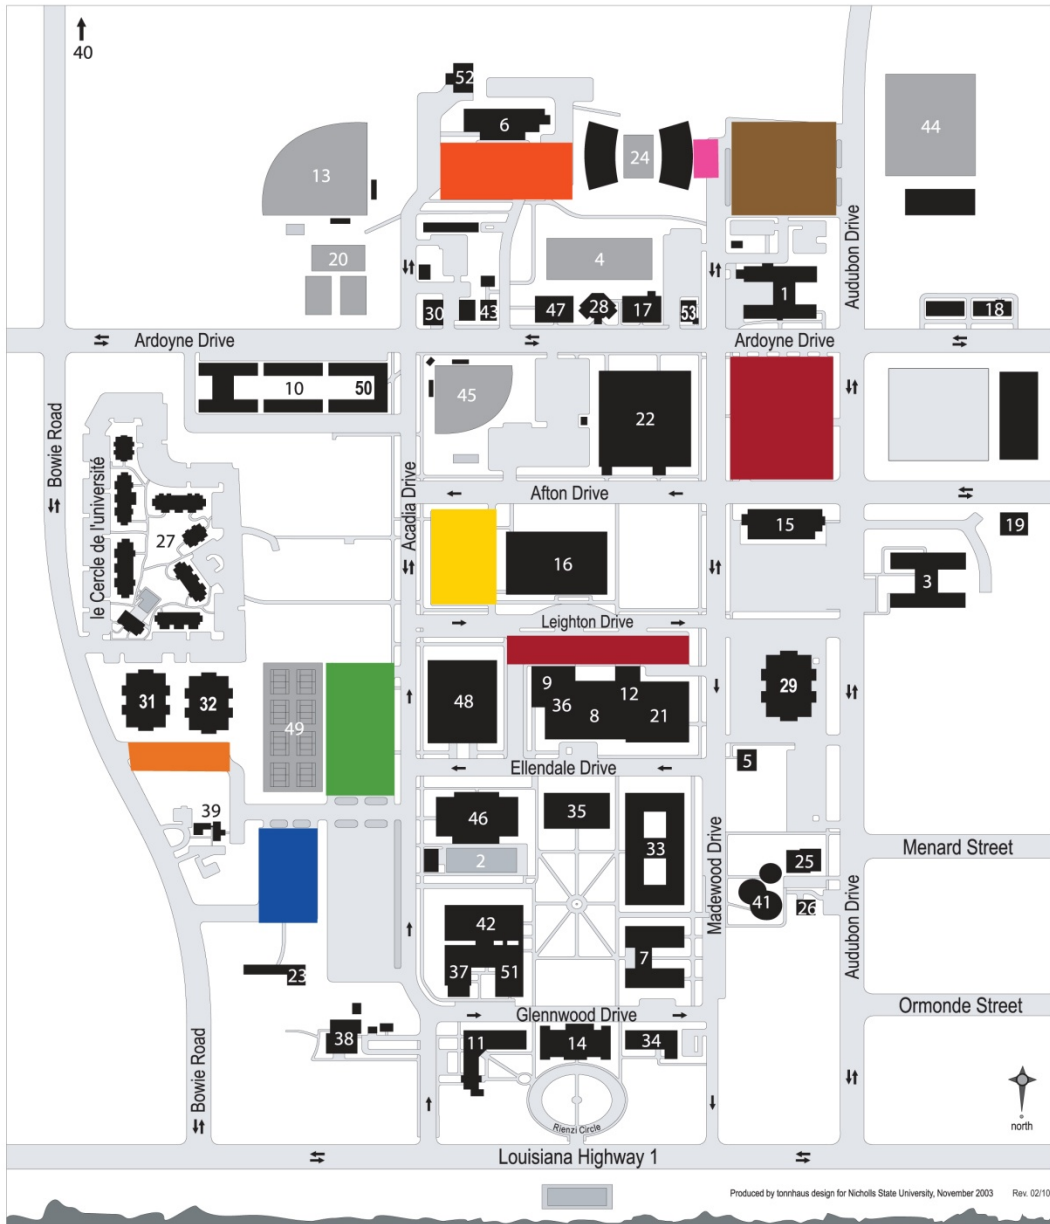 40
52
6
44
24
13
Audubon Drive
20
4
1
30
43
47
28
17
53
18
Ardoyne Drive
Ardoyne Drive
10
50
45
22
Bowie Road
le Cercle de l'université
Acadia Drive
Afton Drive
27
16
15
19
3
Leighton Drive
31
32
49
48
9
36
8
12
21
29
5
Ellendale Drive
39
46
35
33
2
Madewood Drive
Menard Street
25
41
26
Audubon Drive
42
37
51
7
23
Glennwood Drive
Ormonde Street
38
11
14
34
Bowie Road
Rienzi Circle
north
Louisiana Highway 1
Produced by tonnhaus design for Nicholls State University, November 2003 Rev. 02/10